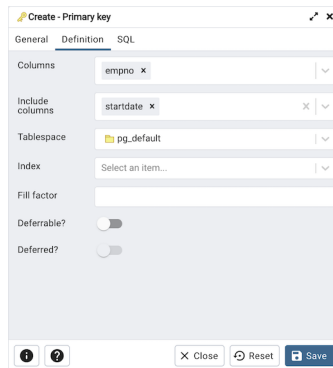 Create - Primary key
General Definition SQL
Columns empno ×
Include
columns
startdate ×
Tablespace pg_default
Index Select an item...
Fill factor
Deferrable?
Deferred?
Close Reset Save